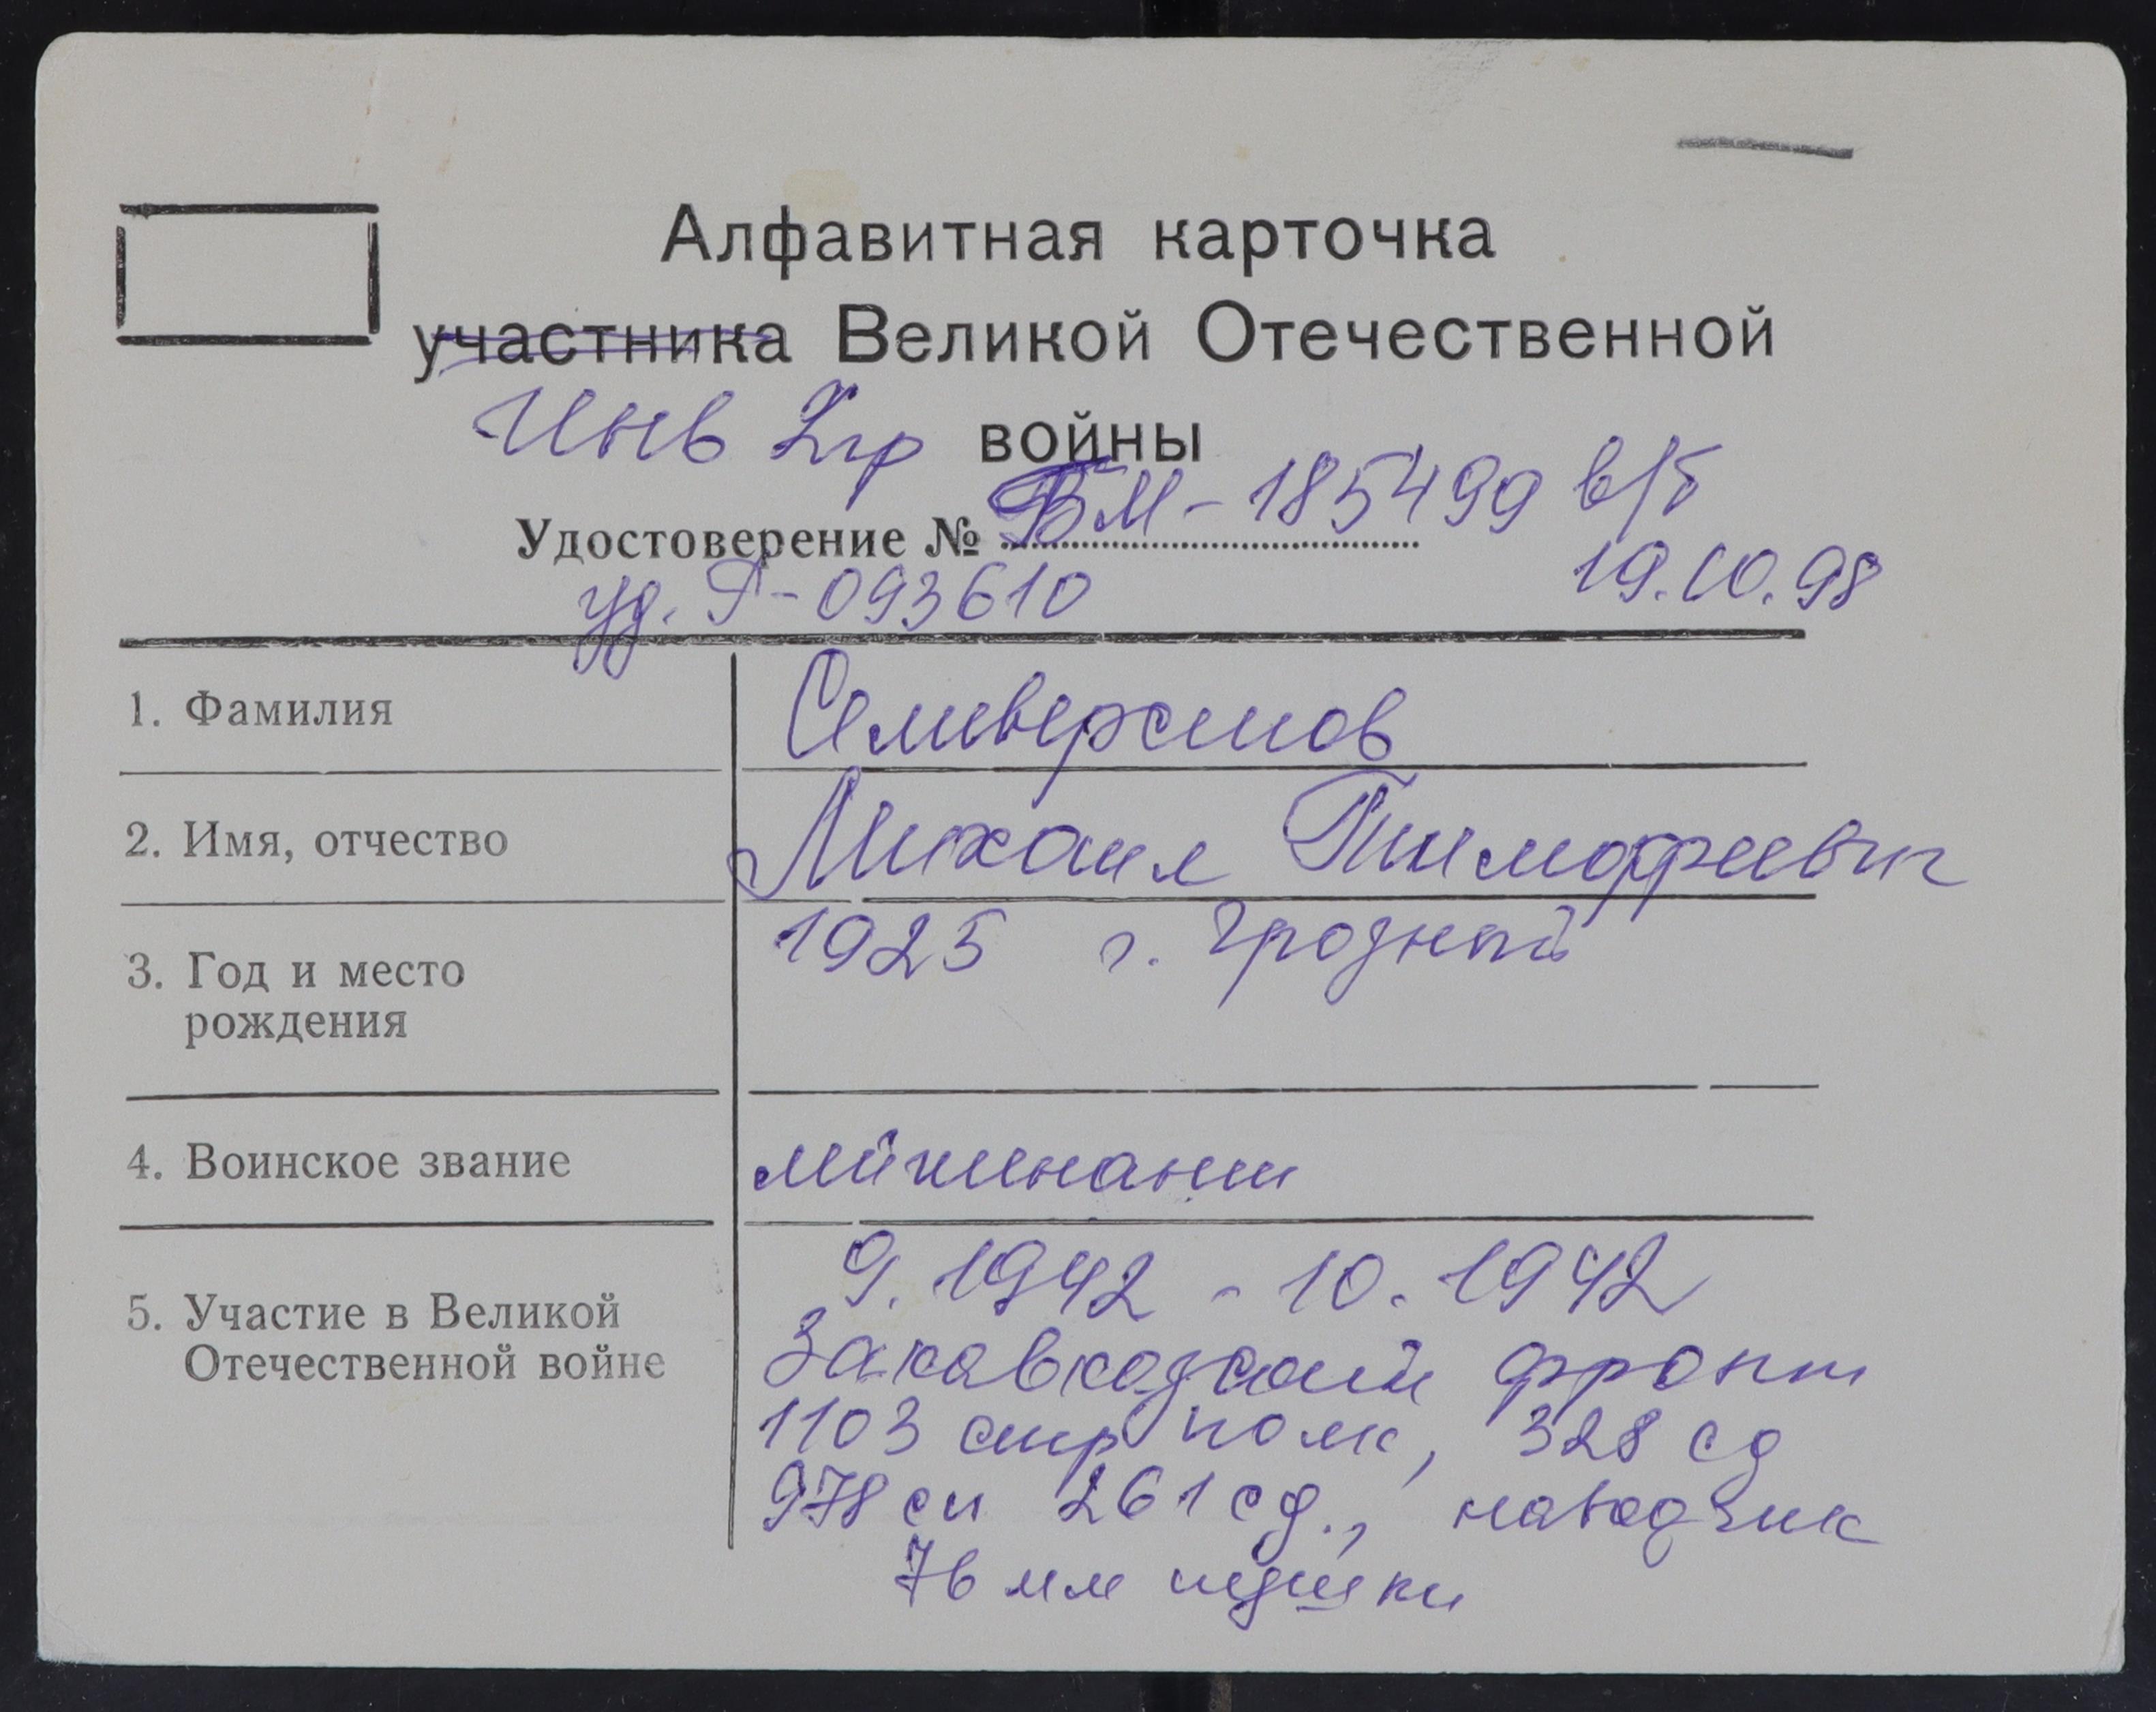 Алфавитная карточка
участника Великой Отечественной
Инв 2гр войны
Удостоверение № БМ-185499 в/б
уд. Д-093610 19.10.98
1. Фамилия Семиверстов
2. Имя, отчество Михаил Тимофеевич
3. Год и место 1925 г. Грозный
рождения
4. Воинское звание лейтенант
9.1942 - 10.1942
5. Участие в Великой Закавказский фронт
Отечественной войне
1103 стр полк, 328 сд
978 сп 261 сд., наводчик
76 мм пушки